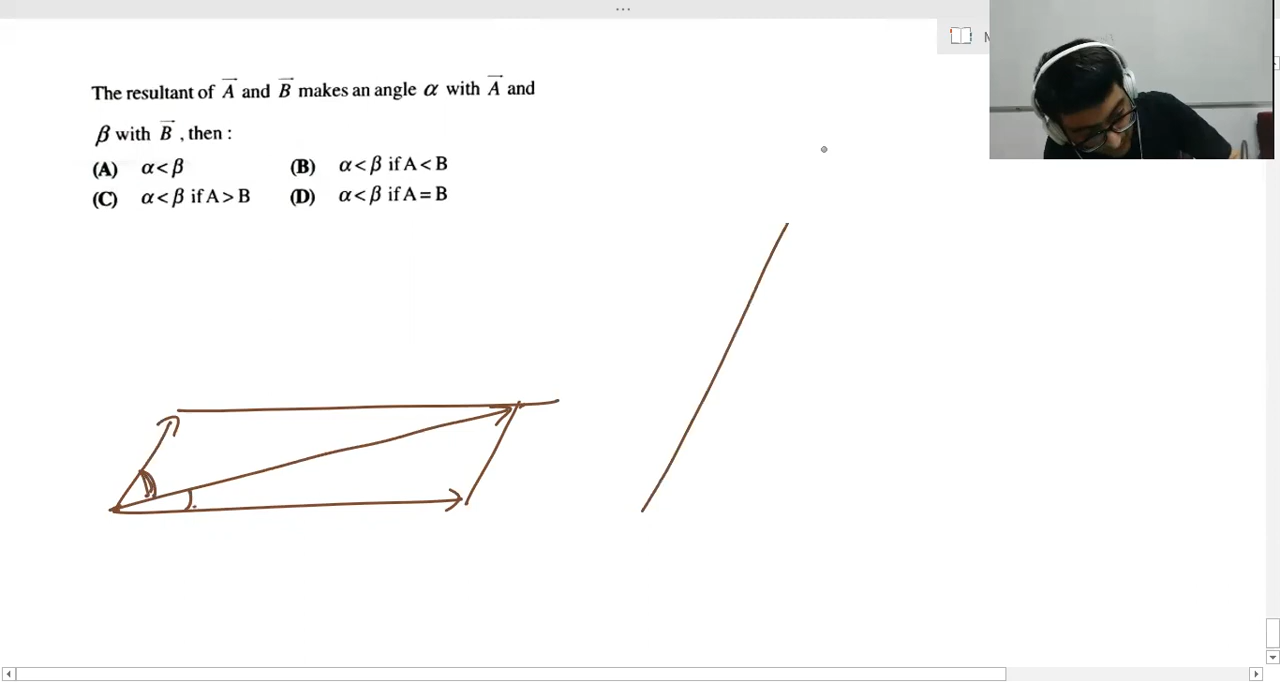 The resultant of A⃗ and B⃗ makes an angle α with A⃗ and
β with B⃗ , then :
(A) α < β (B) α < β if A < B
(C) α < β if A > B (D) α < β if A = B